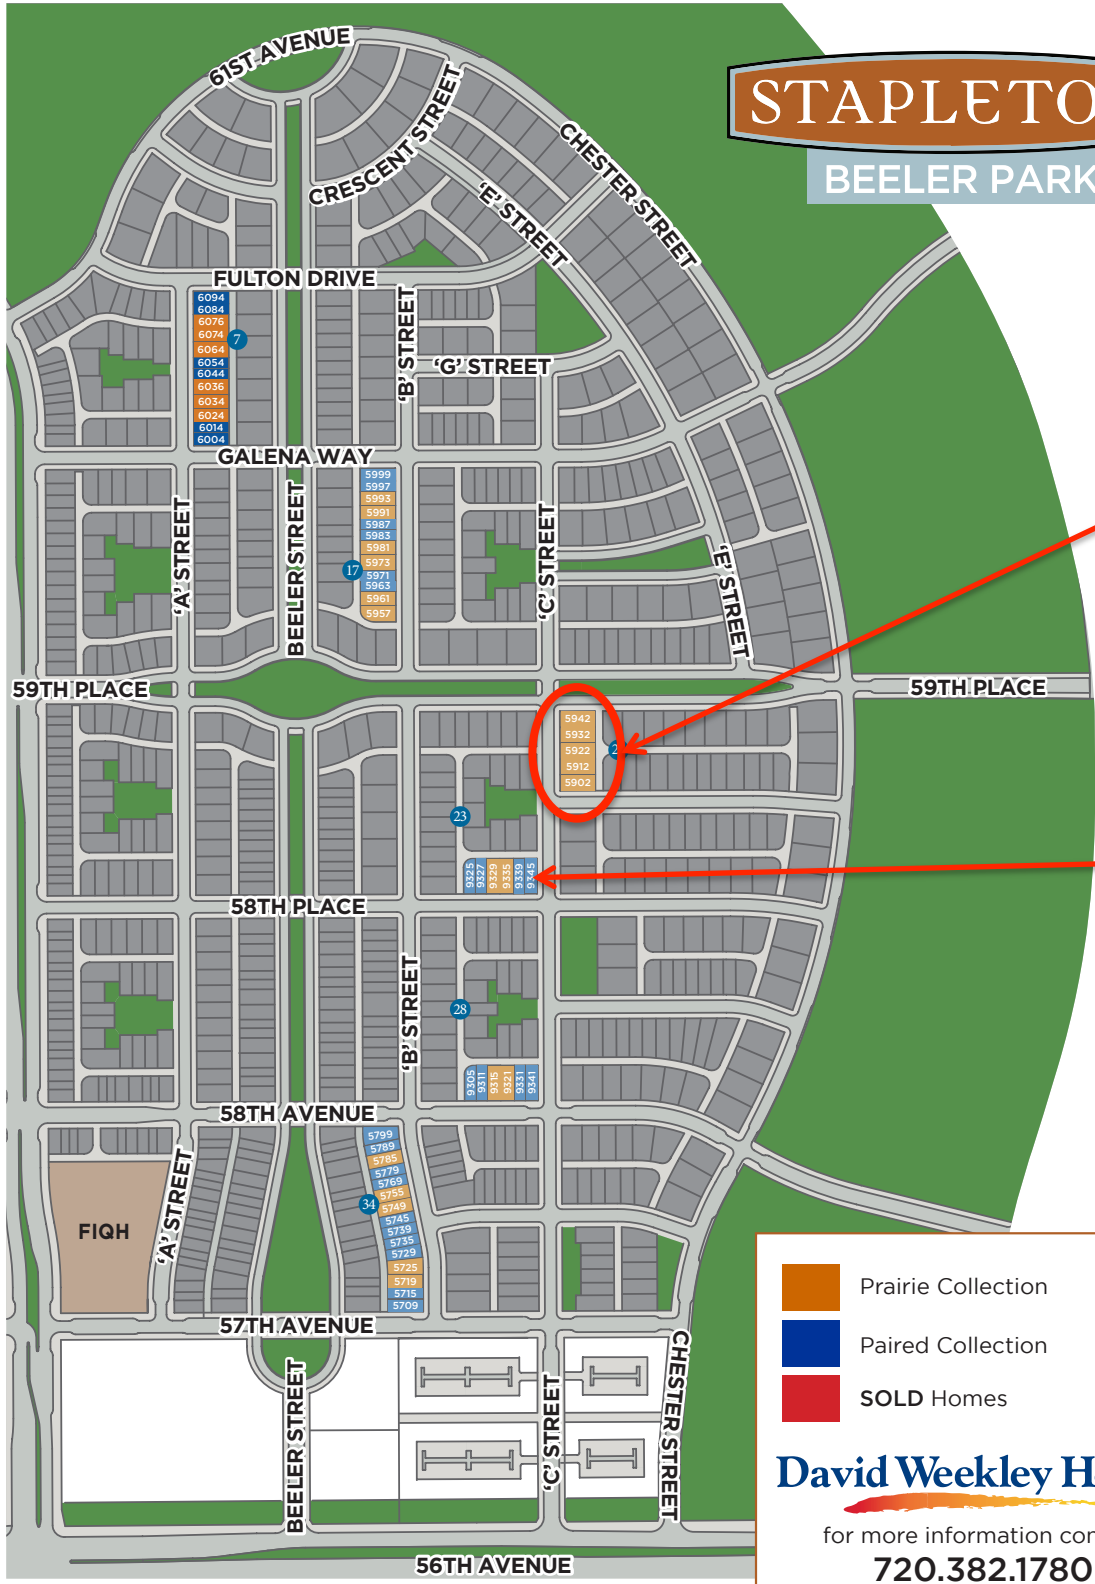 61ST AVENUE
STAPLETO
BEELER PARK
CRESCENT STREET
CHESTER STREET
'E' STREET
FULTON DRIVE
6094
6084
6076
6074
6064
6054
6044
6036
6034
6024
6014
6004
7
'B' STREET
'G' STREET
GALENA WAY
5999
5997
5993
5991
5987
5983
5981
5973
5971
5963
5961
5957
17
'A' STREET
BEELER STREET
'C' STREET
'E' STREET
59TH PLACE
59TH PLACE
5942
5932
5922
5912
5902
2
23
9325
9327
9329
9335
9339
9345
58TH PLACE
'B' STREET
28
9305
9311
9315
9321
9331
9341
58TH AVENUE
5799
5789
5785
5779
5769
5755
5749
5745
5739
5735
5729
5725
5719
5715
5709
34
FIQH
'A' STREET
57TH AVENUE
BEELER STREET
'C' STREET
CHESTER STREET
56TH AVENUE
Prairie Collection
Paired Collection
SOLD Homes
David Weekley H
for more information con
720.382.1780